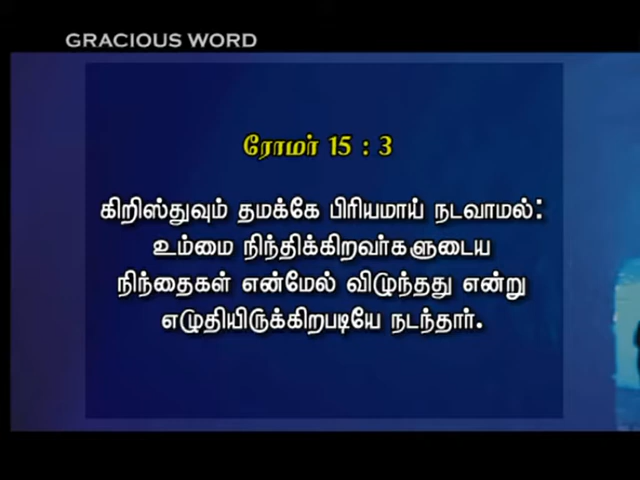 GRACIOUS WORD
ரோமர் 15 : 3
கிறிஸ்துவும் தமக்கே பிரியமாய் நடவாமல்:
உம்மை நிந்திக்கிறவர்களுடைய
நிந்தைகள் என்மேல் விழுந்தது என்று
எழுதியிருக்கிறபடியே நடந்தார்.